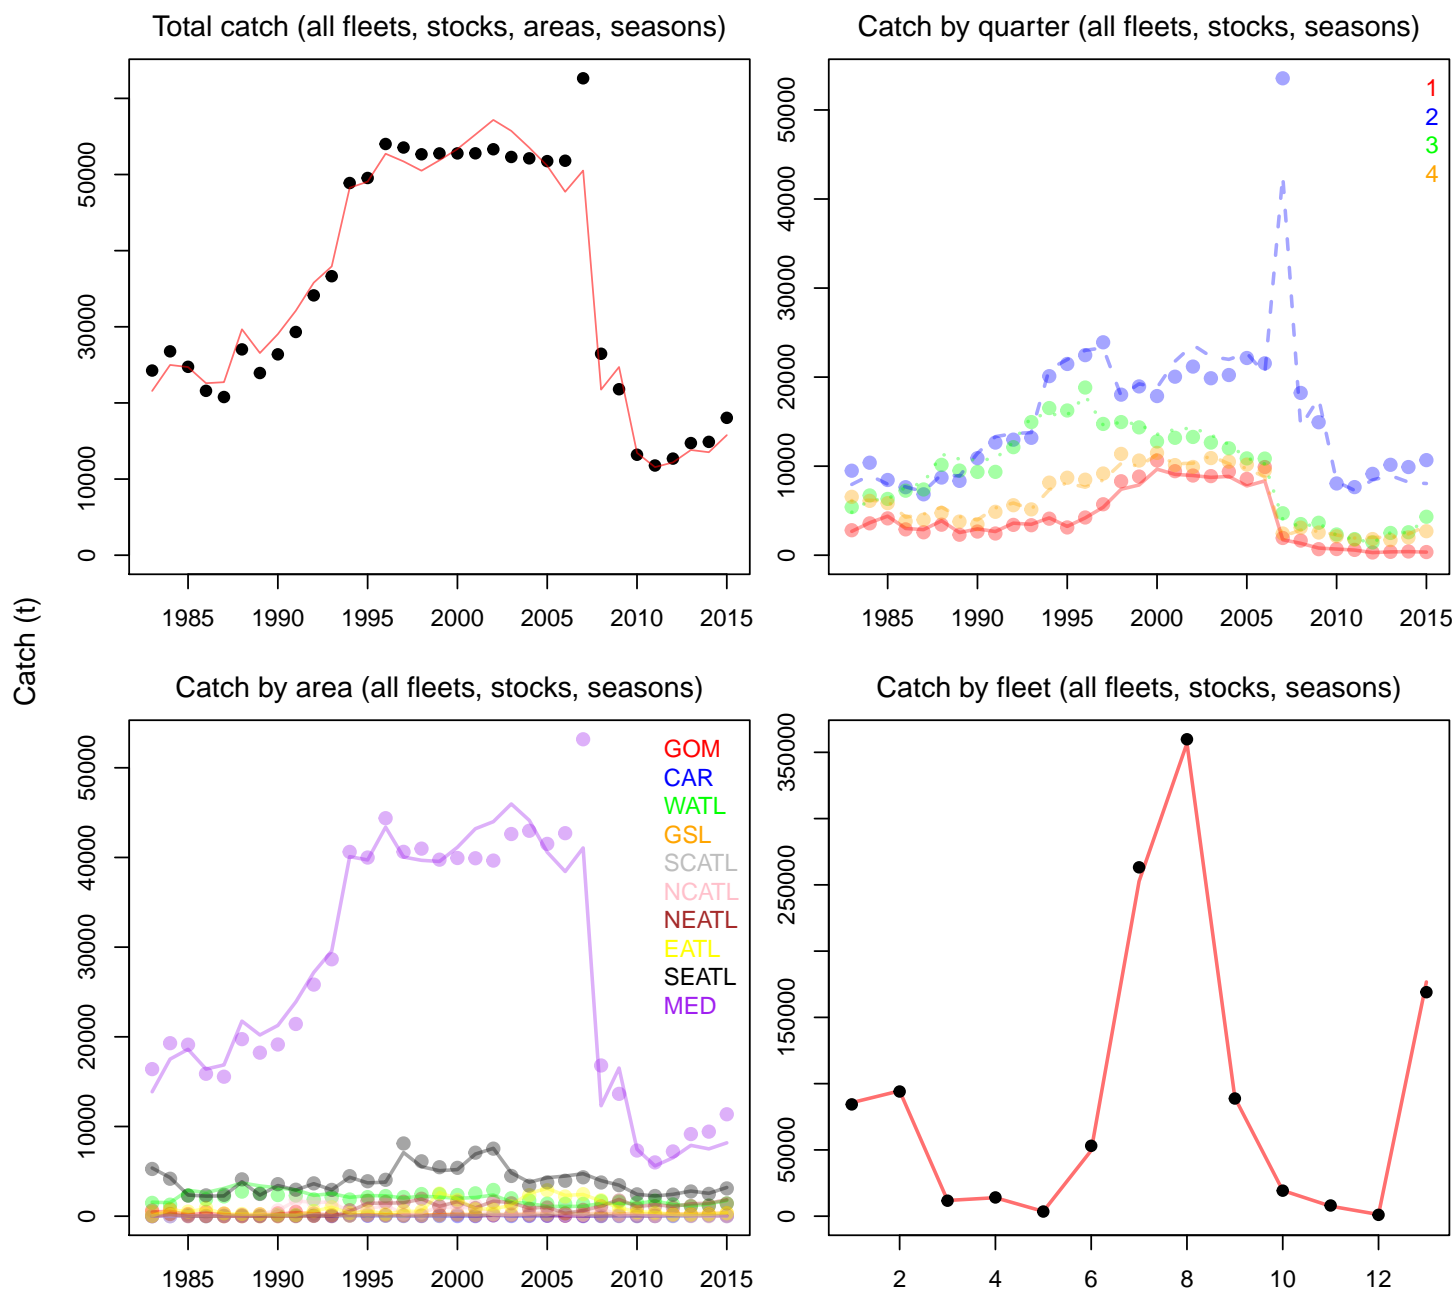 Total catch (all fleets, stocks, areas, seasons)
0
10000
30000
50000
1985 1990 1995 2000 2005 2010 2015
Catch by quarter (all fleets, stocks, seasons)
0
10000
20000
30000
40000
50000
1
2
3
4
1985 1990 1995 2000 2005 2010 2015
Catch (t)
Catch by area (all fleets, stocks, seasons)
0
10000
20000
30000
40000
50000
GOM
CAR
WATL
GSL
SCATL
NCATL
NEATL
EATL
SEATL
MED
1985 1990 1995 2000 2005 2010 2015
Catch by fleet (all fleets, stocks, seasons)
0
50000
150000
250000
350000
2 4 6 8 10 12